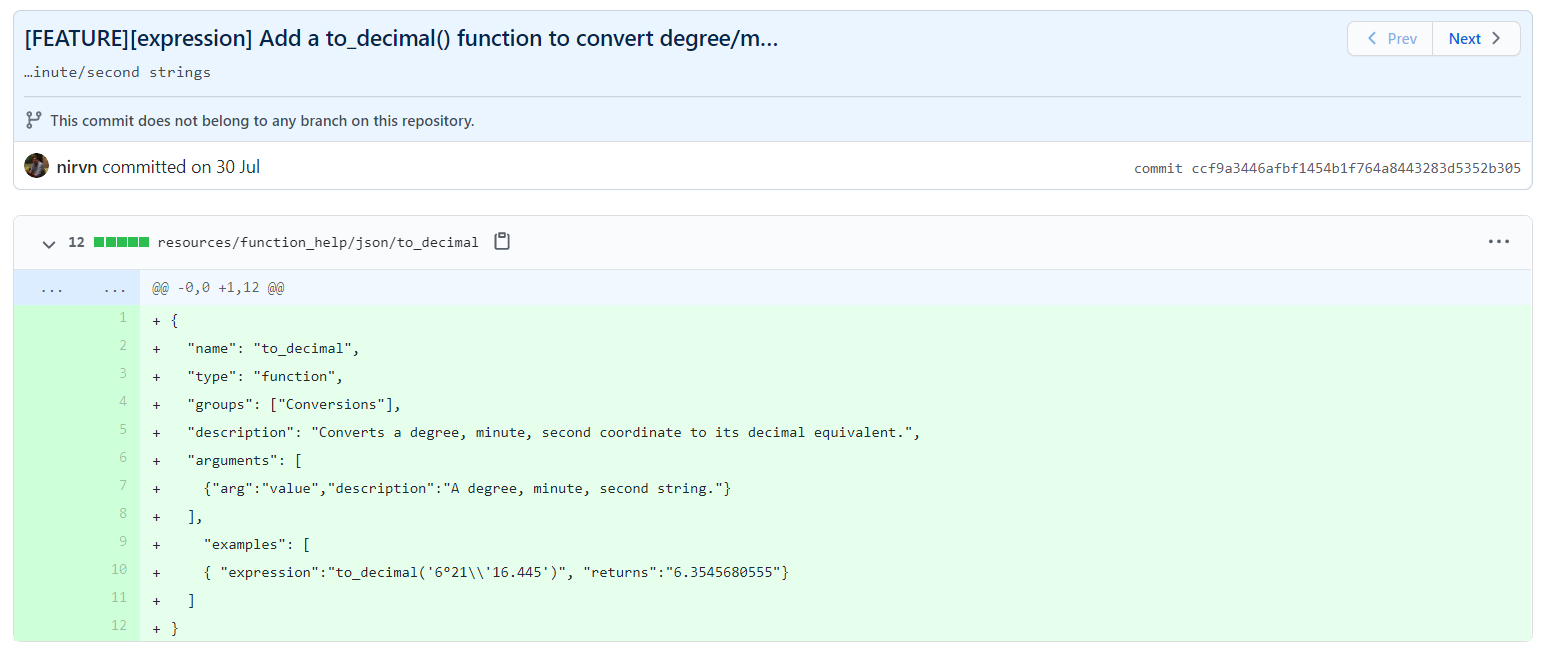 [FEATURE][expression] Add a to_decimal() function to convert degree/m...
Prev Next
…inute/second strings
This commit does not belong to any branch on this repository.
nirvn committed on 30 Jul
commit ccf9a3446afbf1454b1f764a8443283d5352b305
12 resources/function_help/json/to_decimal
... ... @@ -0,0 +1,12 @@
1 + {
2 +   "name": "to_decimal",
3 +   "type": "function",
4 +   "groups": ["Conversions"],
5 +   "description": "Converts a degree, minute, second coordinate to its decimal equivalent.",
6 +   "arguments": [
7 +     {"arg":"value","description":"A degree, minute, second string."}
8 +   ],
9 +     "examples": [
10 +     { "expression":"to_decimal('6º21\\'16.445')", "returns":"6.3545680555"}
11 +   ]
12 + }